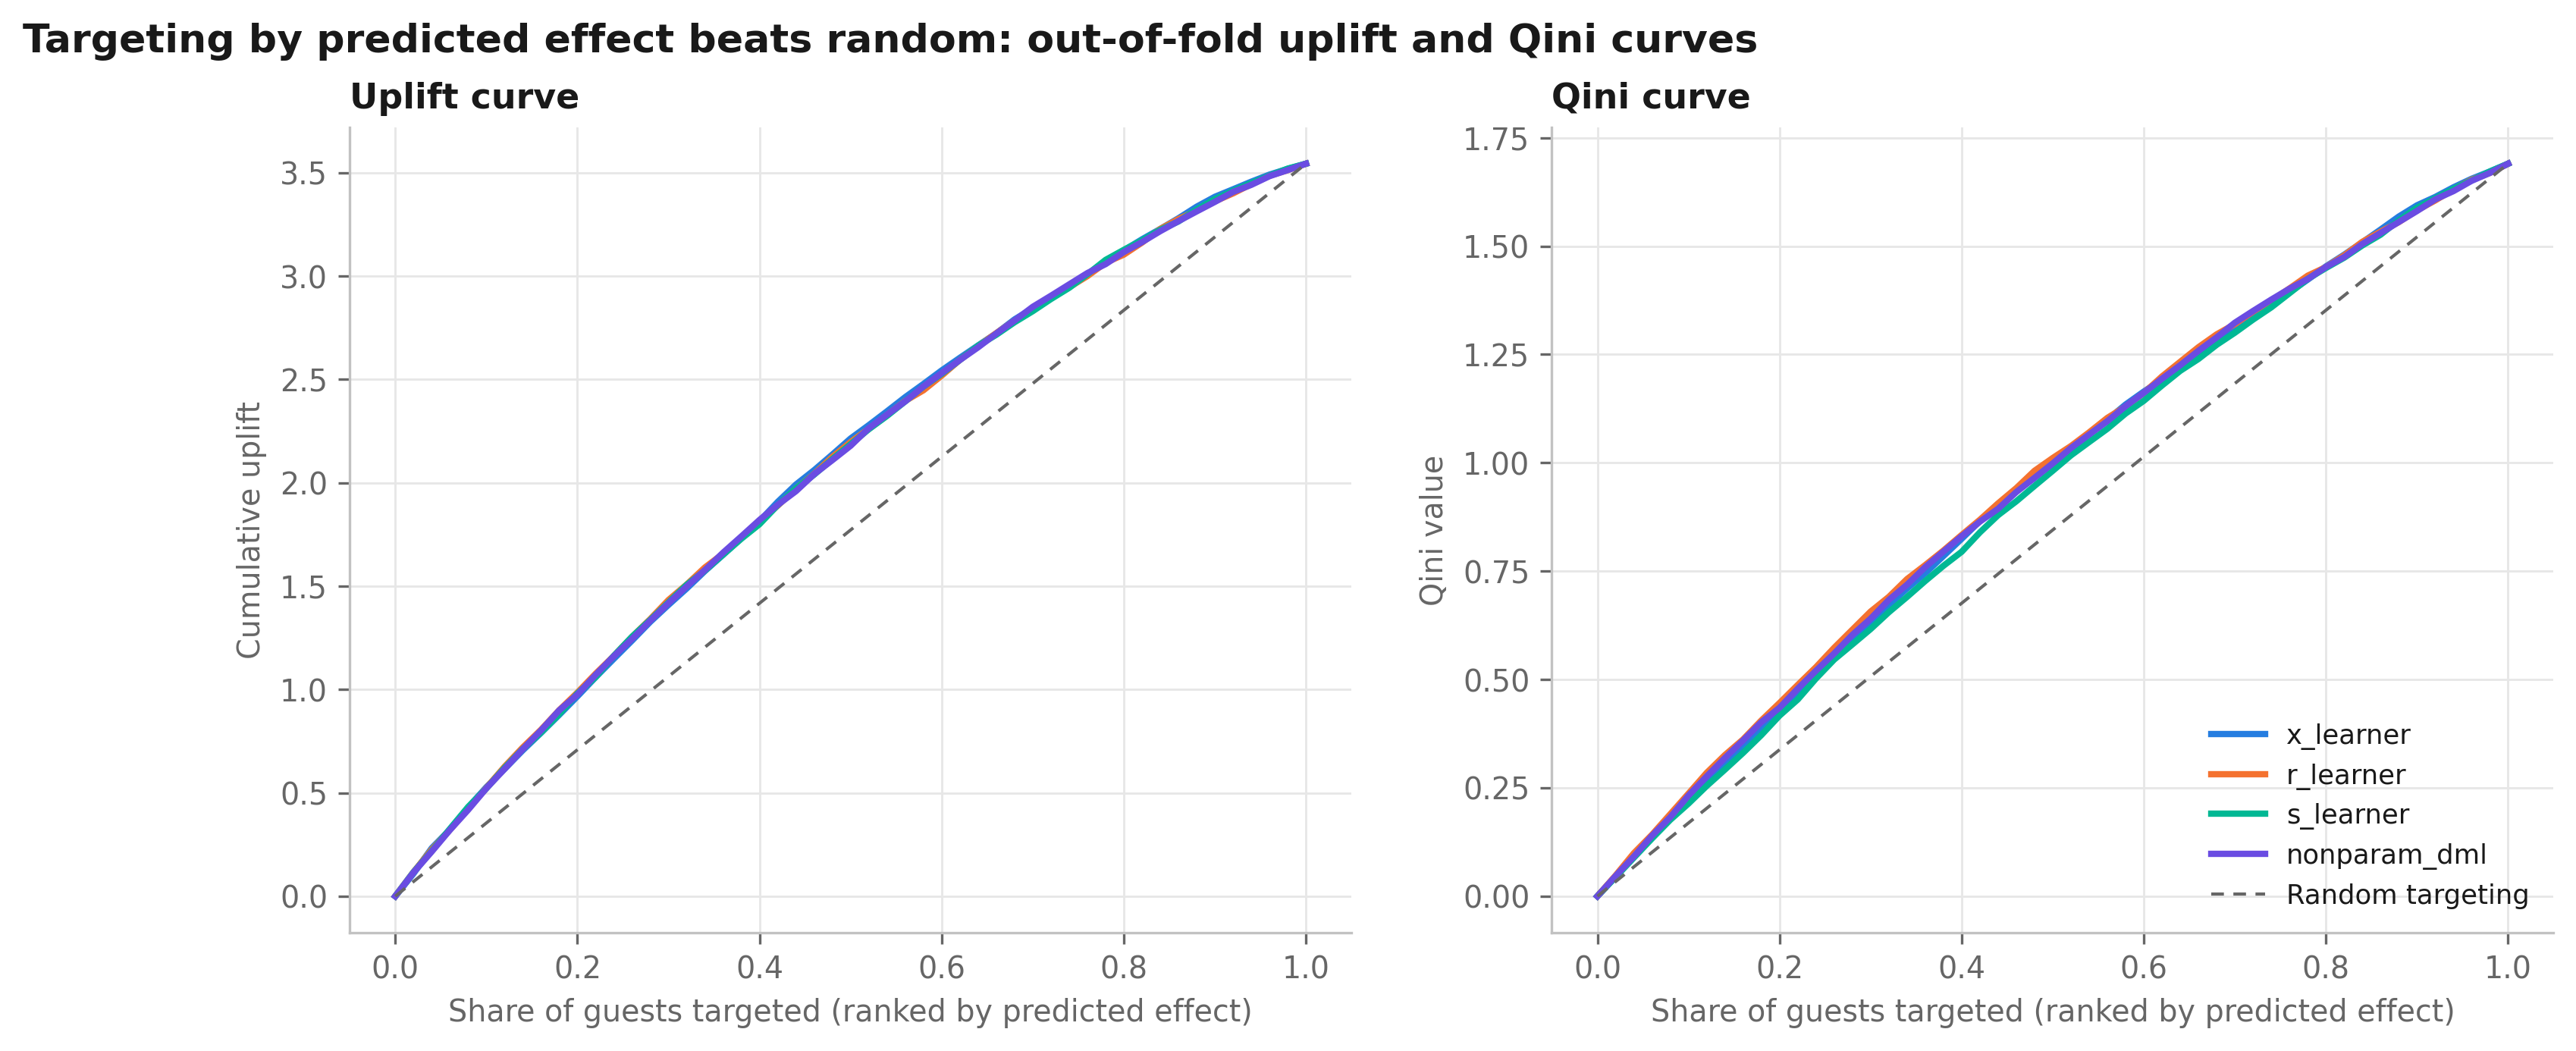 Targeting by predicted effect beats random: out-of-fold uplift and Qini curves
Uplift curve
Cumulative uplift
3.5
3.0
2.5
2.0
1.5
1.0
0.5
0.0
0.0 0.2 0.4 0.6 0.8 1.0
Share of guests targeted (ranked by predicted effect)
Qini curve
Qini value
1.75
1.50
1.25
1.00
0.75
0.50
0.25
0.00
x_learner
r_learner
s_learner
nonparam_dml
Random targeting
0.0 0.2 0.4 0.6 0.8 1.0
Share of guests targeted (ranked by predicted effect)